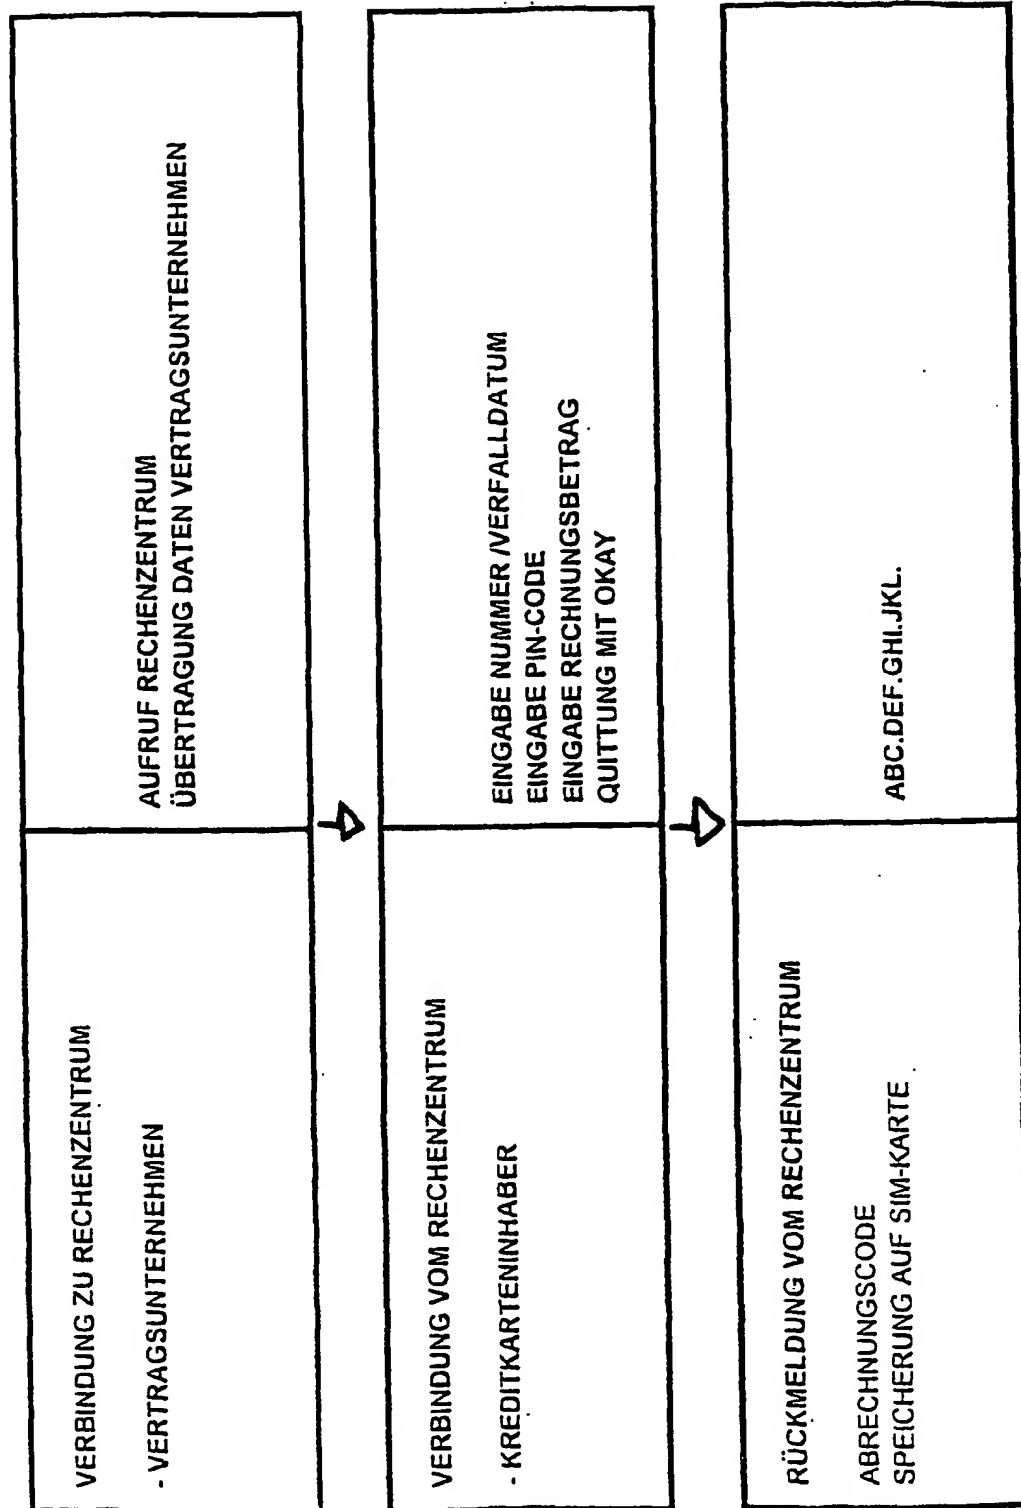 VERBINDUNG ZU RECHENZENTRUM
- VERTRAGSUNTERNEHMEN
AUFRUF RECHENZENTRUM
ÜBERTRAGUNG DATEN VERTRAGSUNTERNEHMEN
VERBINDUNG VOM RECHENZENTRUM
- KREDITKARTENINHABER
EINGABE NUMMER /VERFALLDATUM
EINGABE PIN-CODE
EINGABE RECHNUNGSBETRAG
QUITTUNG MIT OKAY
RÜCKMELDUNG VOM RECHENZENTRUM
ABRECHNUNGSCODE
SPEICHERUNG AUF SIM-KARTE
ABC.DEF.GHI.JKL.